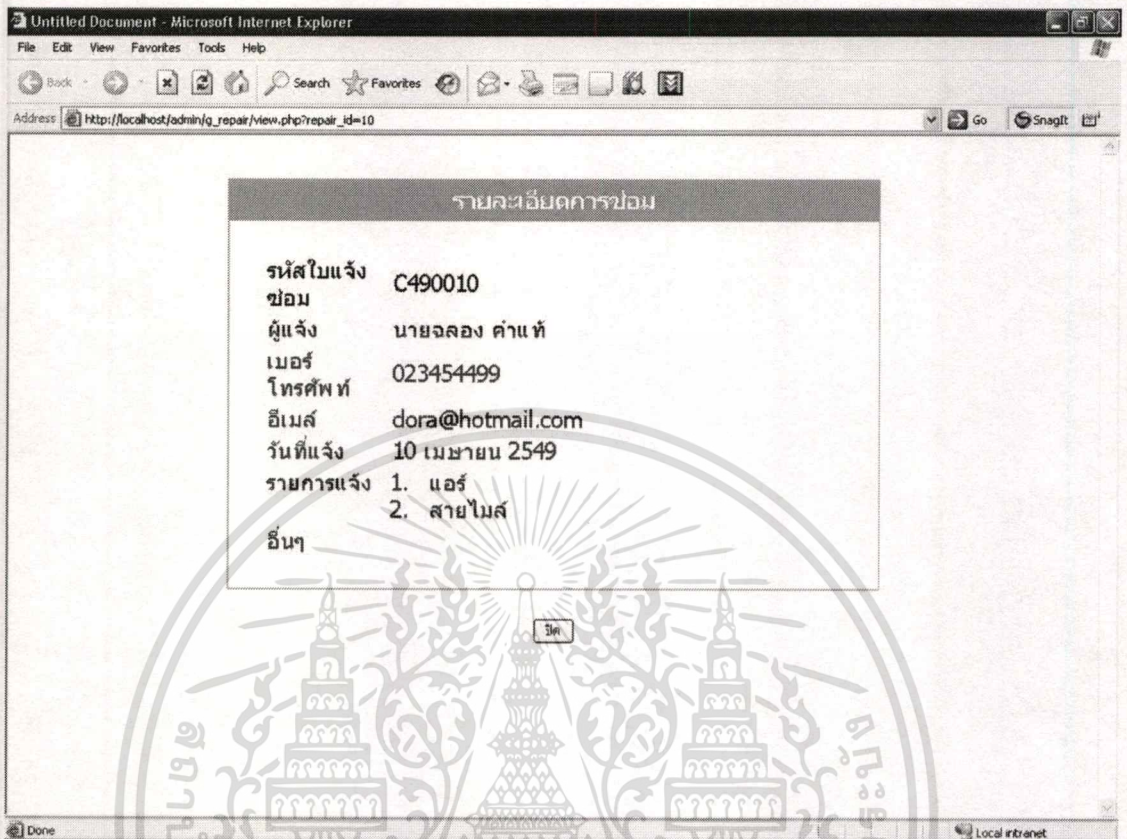 Untitled Document - Microsoft Internet Explorer
File Edit View Favorites Tools Help
Back Search Favorites
Address http://localhost/admin/g_repair/view.php?repair_id=10 Go SnagIt
รายละเอียดการซ่อม
รหัสใบแจ้ง
ซ่อม C490010
ผู้แจ้ง นายฉลอง คำแท้
เบอร์
โทรศัพท์ 023454499
อีเมล์ dora@hotmail.com
วันที่แจ้ง 10 เมษายน 2549
รายการแจ้ง 1. แอร์
2. สายไมล์
อื่นๆ
ปิด
Done Local intranet